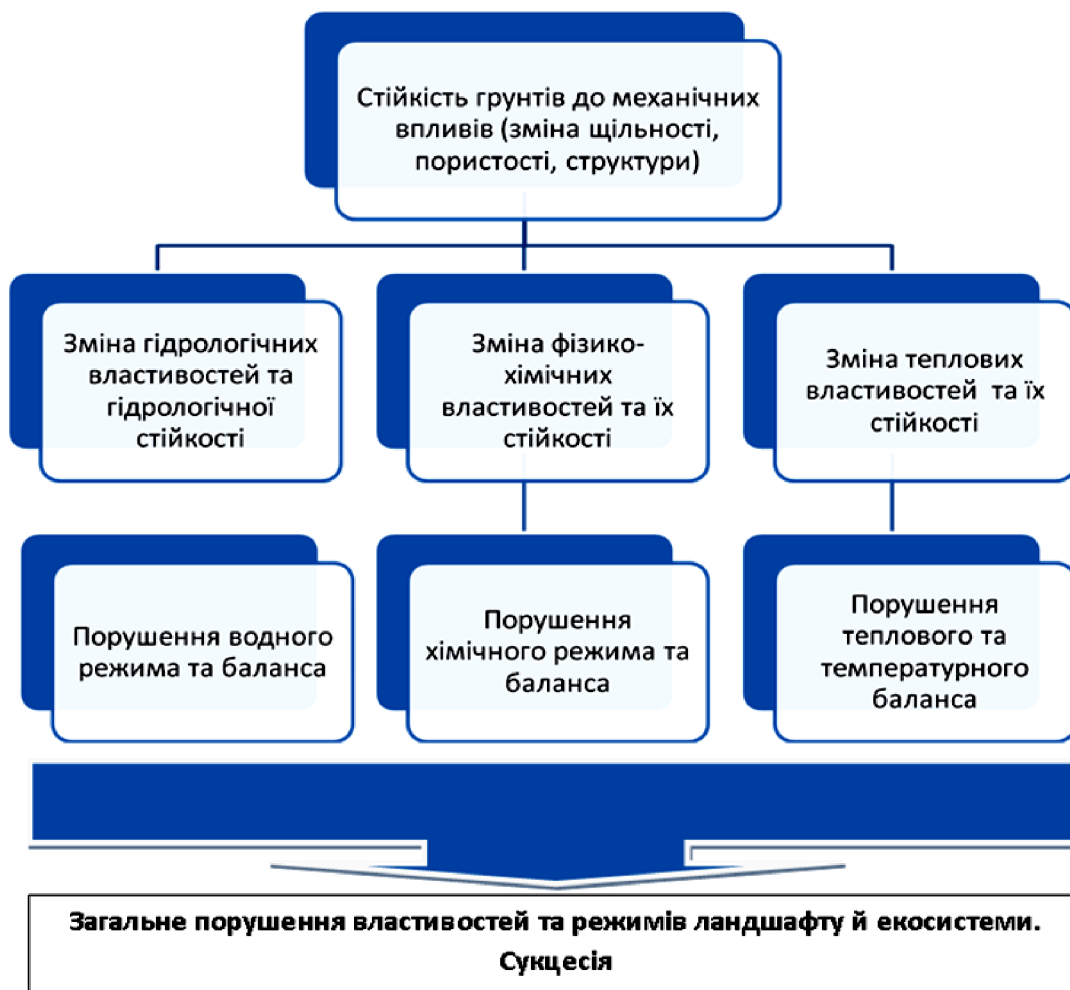 Стійкість грунтів до механічних
впливів (зміна щільності,
пористості, структури)
Зміна гідрологічних
властивостей та
гідрологічної
стійкості
Зміна фізико-
хімічних
властивостей та їх
стійкості
Зміна теплових
властивостей та їх
стійкості
Порушення водного
режима та баланса
Порушення
хімічного режима та
баланса
Порушення
теплового та
температурного
баланса
Загальне порушення властивостей та режимів ландшафту й екосистеми.
Сукцесія